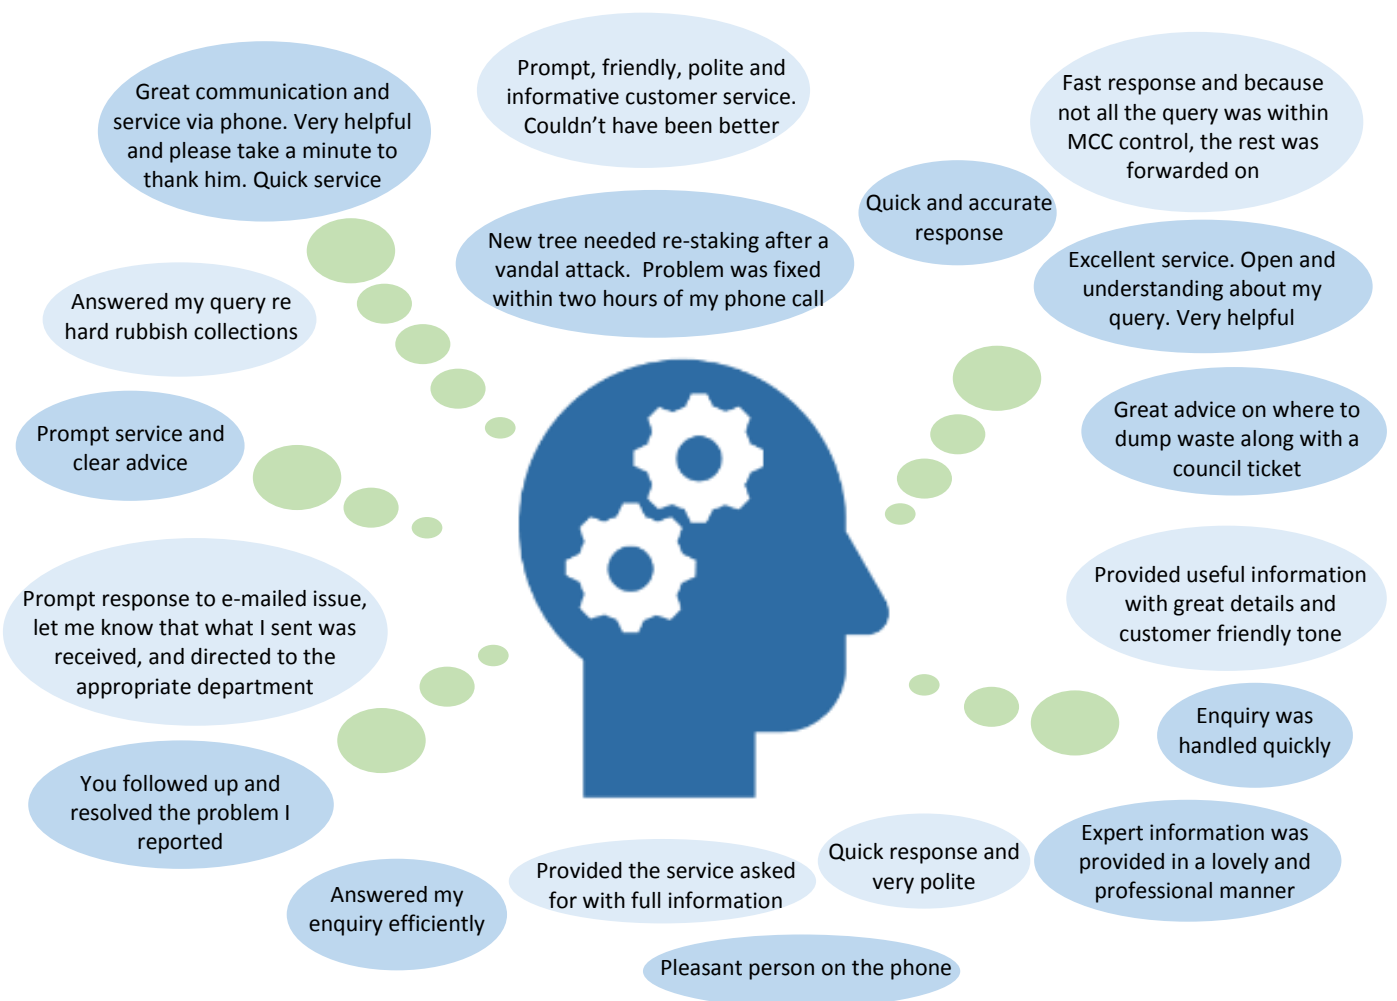 Great communication and
service via phone. Very helpful
and please take a minute to
thank him. Quick service
Prompt, friendly, polite and
informative customer service.
Couldn't have been better
Fast response and because
not all the query was within
MCC control, the rest was
forwarded on
Quick and accurate
response
New tree needed re-staking after a
vandal attack.  Problem was fixed
within two hours of my phone call
Excellent service. Open and
understanding about my
query. Very helpful
Answered my query re
hard rubbish collections
Great advice on where to
dump waste along with a
council ticket
Prompt service and
clear advice
Provided useful information
with great details and
customer friendly tone
Prompt response to e-mailed issue,
let me know that what I sent was
received, and directed to the
appropriate department
Enquiry was
handled quickly
You followed up and
resolved the problem I
reported
Expert information was
provided in a lovely and
professional manner
Quick response and
very polite
Provided the service asked
for with full information
Answered my
enquiry efficiently
Pleasant person on the phone